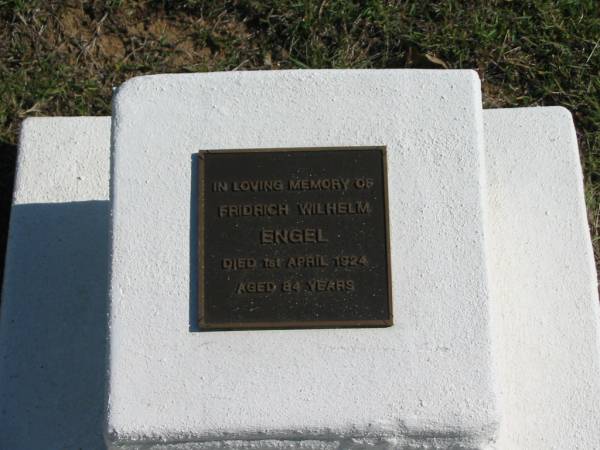 IN LOVING MEMORY OF
FRIDRICH WILHELM
ENGEL
DIED 1st APRIL 1924
AGED 84 YEARS